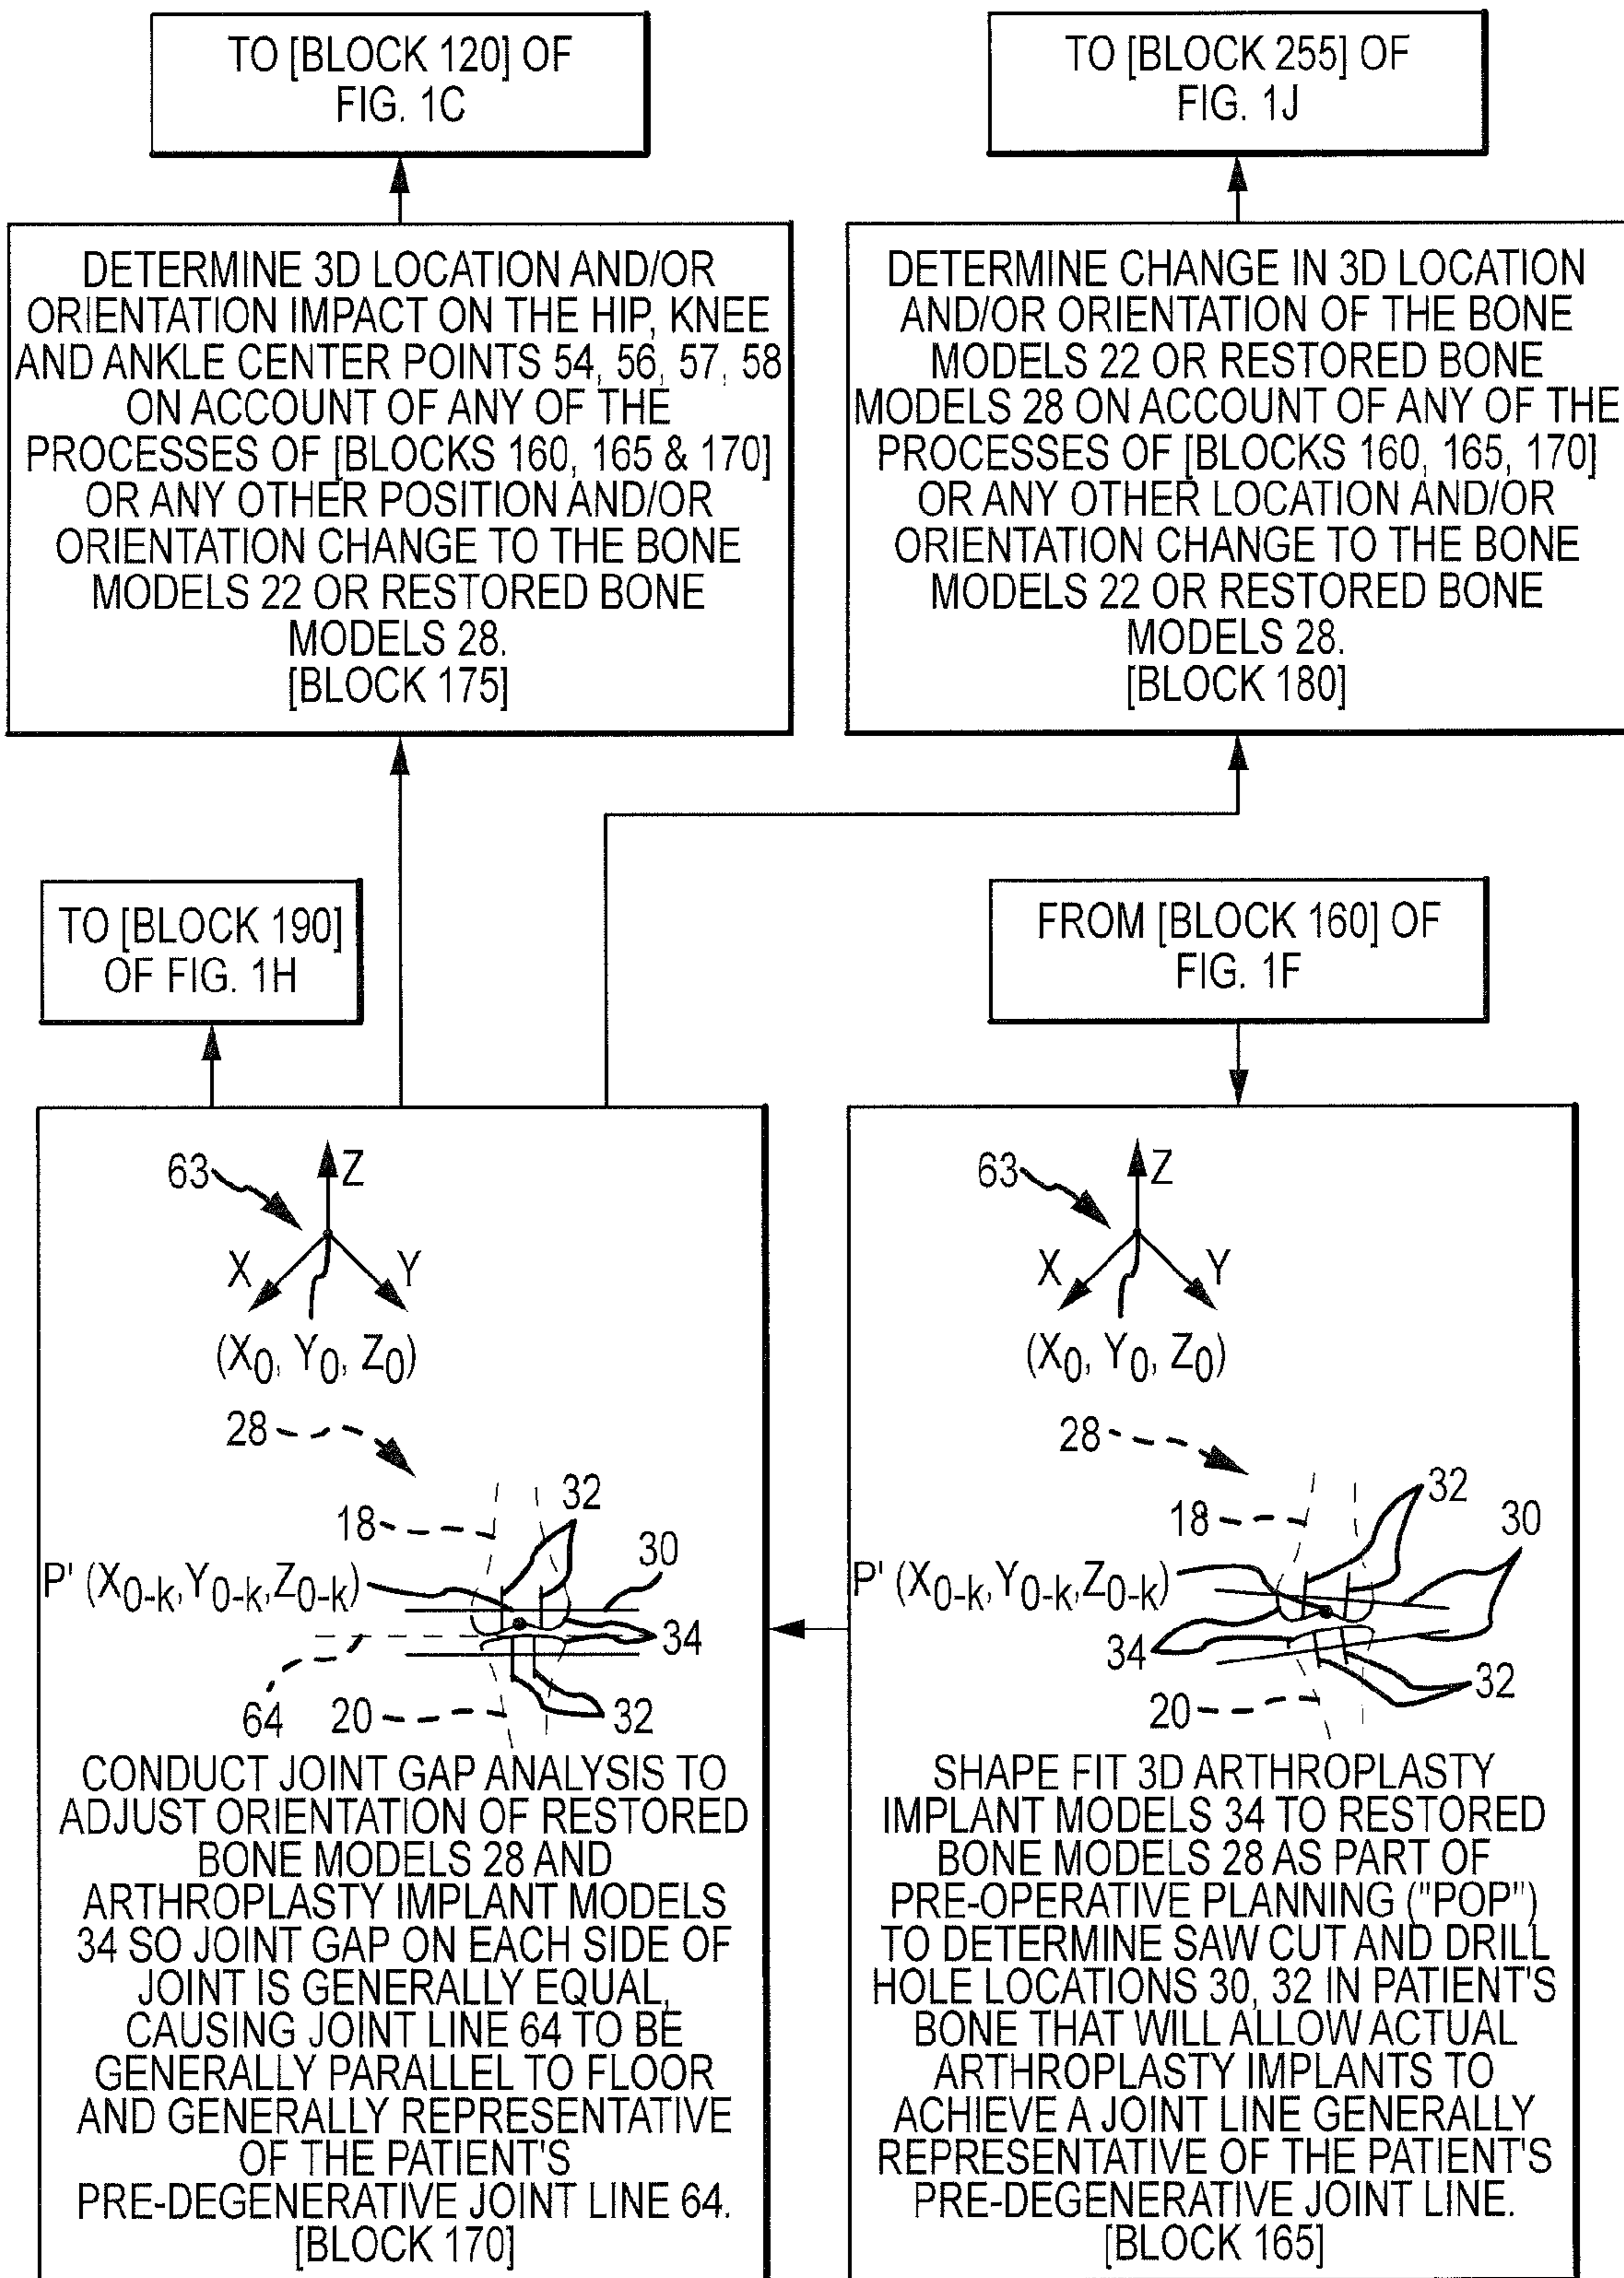 TO [BLOCK 120] OF
FIG. 1C
TO [BLOCK 255] OF
FIG. 1J
DETERMINE 3D LOCATION AND/OR
ORIENTATION IMPACT ON THE HIP, KNEE
AND ANKLE CENTER POINTS 54, 56, 57, 58
ON ACCOUNT OF ANY OF THE
PROCESSES OF [BLOCKS 160, 165 & 170]
OR ANY OTHER POSITION AND/OR
ORIENTATION CHANGE TO THE BONE
MODELS 22 OR RESTORED BONE
MODELS 28.
[BLOCK 175]
DETERMINE CHANGE IN 3D LOCATION
AND/OR ORIENTATION OF THE BONE
MODELS 22 OR RESTORED BONE
MODELS 28 ON ACCOUNT OF ANY OF THE
PROCESSES OF [BLOCKS 160, 165, 170]
OR ANY OTHER LOCATION AND/OR
ORIENTATION CHANGE TO THE BONE
MODELS 22 OR RESTORED BONE
MODELS 28.
[BLOCK 180]
TO [BLOCK 190]
OF FIG. 1H
FROM [BLOCK 160] OF
FIG. 1F
63
Z
X
Y
(X0, Y0, Z0)
28
32
18
30
P' (X0-k, Y0-k, Z0-k)
34
64
20
32
CONDUCT JOINT GAP ANALYSIS TO
ADJUST ORIENTATION OF RESTORED
BONE MODELS 28 AND
ARTHROPLASTY IMPLANT MODELS
34 SO JOINT GAP ON EACH SIDE OF
JOINT IS GENERALLY EQUAL,
CAUSING JOINT LINE 64 TO BE
GENERALLY PARALLEL TO FLOOR
AND GENERALLY REPRESENTATIVE
OF THE PATIENT'S
PRE-DEGENERATIVE JOINT LINE 64.
[BLOCK 170]
63
Z
X
Y
(X0, Y0, Z0)
28
32
18
30
P' (X0-k, Y0-k, Z0-k)
34
32
20
SHAPE FIT 3D ARTHROPLASTY
IMPLANT MODELS 34 TO RESTORED
BONE MODELS 28 AS PART OF
PRE-OPERATIVE PLANNING ("POP")
TO DETERMINE SAW CUT AND DRILL
HOLE LOCATIONS 30, 32 IN PATIENT'S
BONE THAT WILL ALLOW ACTUAL
ARTHROPLASTY IMPLANTS TO
ACHIEVE A JOINT LINE GENERALLY
REPRESENTATIVE OF THE PATIENT'S
PRE-DEGENERATIVE JOINT LINE.
[BLOCK 165]